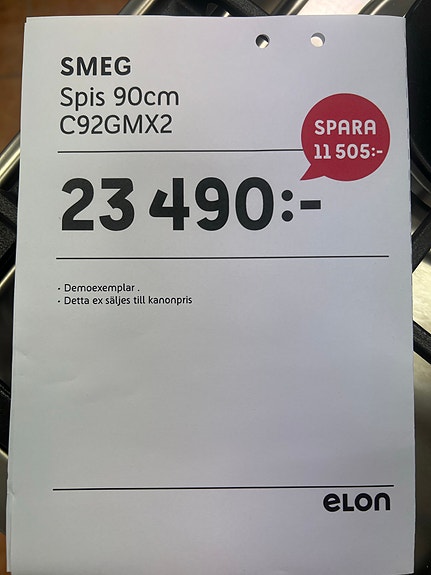 SMEG
Spis 90cm
C92GMX2
SPARA
11 505:-
23 490:-
• Demoexemplar .
• Detta ex säljes till kanonpris
eLon